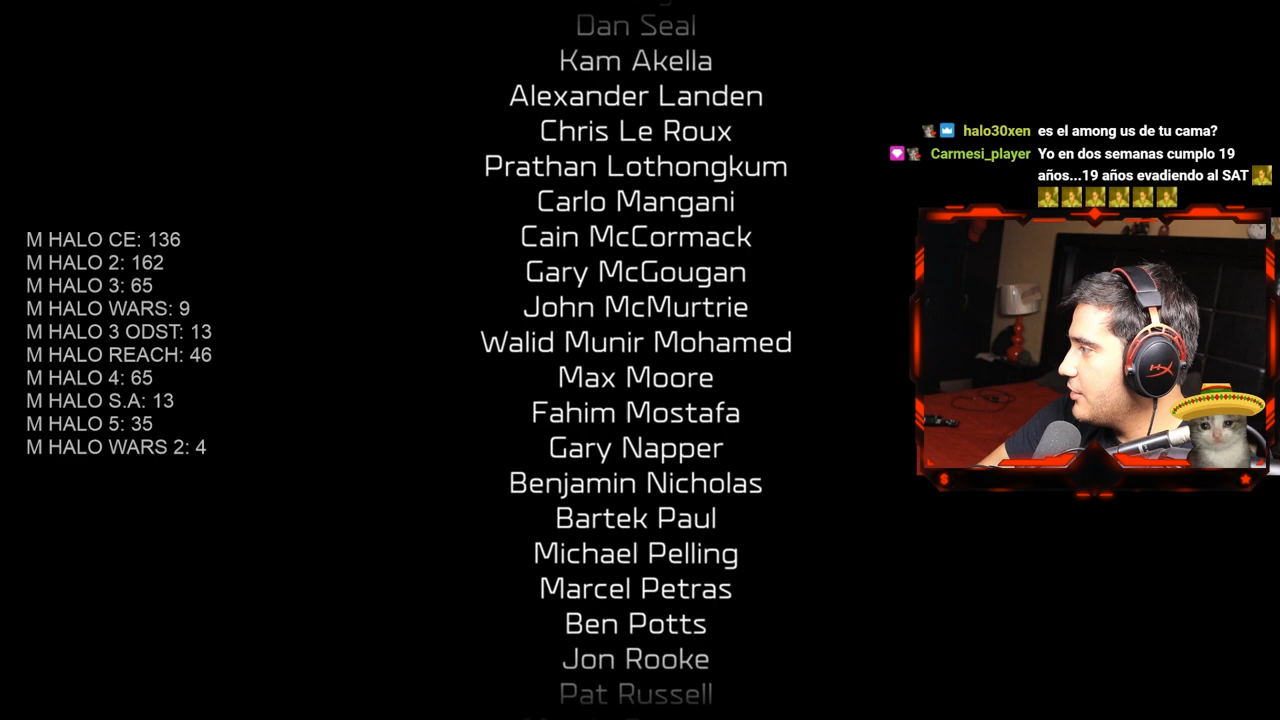 M HALO CE: 136
M HALO 2: 162
M HALO 3: 65
M HALO WARS: 9
M HALO 3 ODST: 13
M HALO REACH: 46
M HALO 4: 65
M HALO S.A: 13
M HALO 5: 35
M HALO WARS 2: 4
Dan Seal
Kam Akella
Alexander Landen
Chris Le Roux
Prathan Lothongkum
Carlo Mangani
Cain McCormack
Gary McGougan
John McMurtrie
Walid Munir Mohamed
Max Moore
Fahim Mostafa
Gary Napper
Benjamin Nicholas
Bartek Paul
Michael Pelling
Marcel Petras
Ben Potts
Jon Rooke
Pat Russell
halo30xen es el among us de tu cama?
Carmesi_player Yo en dos semanas cumplo 19
años...19 años evadiendo al SAT
HX
$